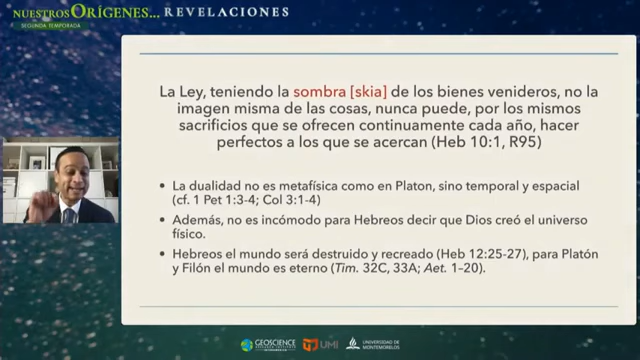 NUESTROS ORÍGENES... REVELACIONES
SEGUNDA TEMPORADA
La Ley, teniendo la sombra [skia] de los bienes venideros, no la
imagen misma de las cosas, nunca puede, por los mismos
sacrificios que se ofrecen continuamente cada año, hacer
perfectos a los que se acercan (Heb 10:1, R95)
• La dualidad no es metafísica como en Platon, sino temporal y espacial
(cf. 1 Pet 1:3-4; Col 3:1-4)
• Además, no es incómodo para Hebreos decir que Dios creó el universo
físico.
• Hebreos el mundo será destruido y recreado (Heb 12:25-27), para Platón
y Filón el mundo es eterno (Tim. 32C, 33A; Aet. 1–20).
GEOSCIENCE
UMI
UNIVERSIDAD DE
MONTEMORELOS